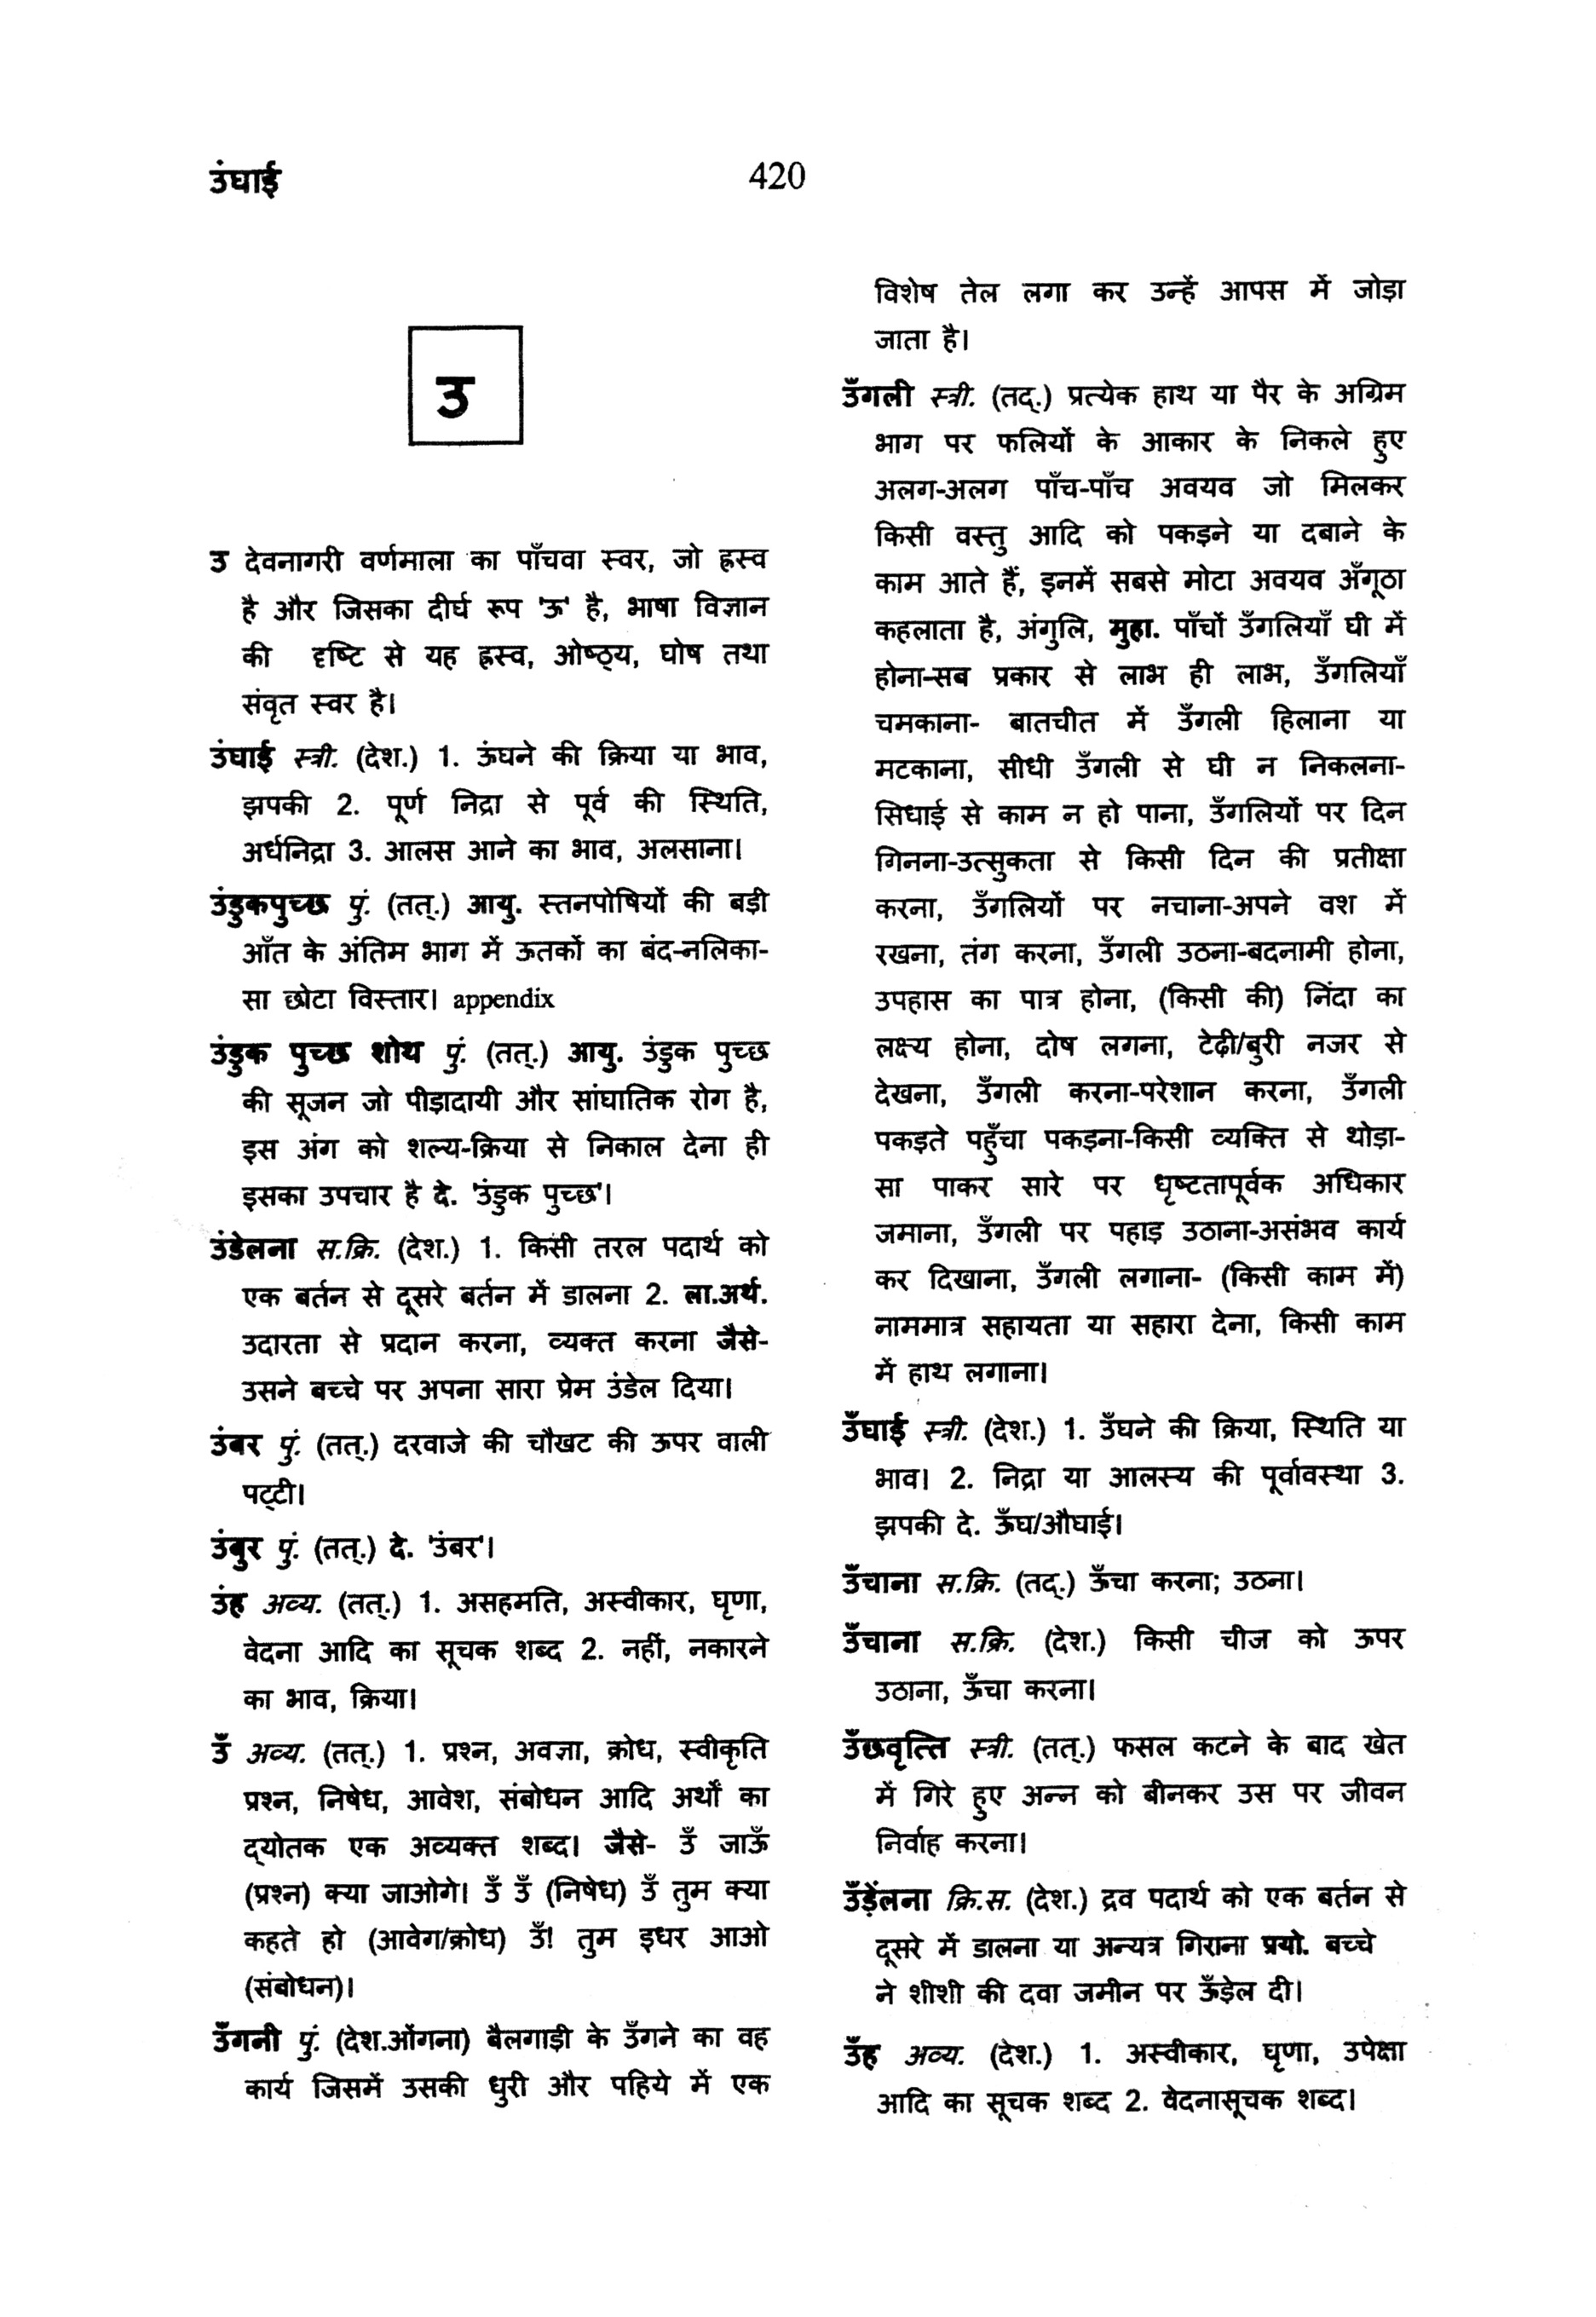 उंघाई
420
उ
उ देवनागरी वर्णमाला का पाँचवा स्वर, जो ह्रस्व
है और जिसका दीर्घ रूप 'ऊ' है, भाषा विज्ञान
की दृष्टि से यह ह्रस्व, ओष्ठ्य, घोष तथा
संवृत स्वर है।
उंघाई स्त्री. (देश.) 1. ऊंघने की क्रिया या भाव,
झपकी 2. पूर्ण निद्रा से पूर्व की स्थिति,
अर्धनिद्रा 3. आलस आने का भाव, अलसाना।
उंडुकपुच्छ पुं. (तत्.) आयु. स्तनपोषियों की बड़ी
आँत के अंतिम भाग में ऊतकों का बंद-नलिका-
सा छोटा विस्तार। appendix
उंडुक पुच्छ शोथ पुं. (तत्.) आयु. उंडुक पुच्छ
की सूजन जो पीड़ादायी और सांघातिक रोग है,
इस अंग को शल्य-क्रिया से निकाल देना ही
इसका उपचार है दे. 'उंडुक पुच्छ'।
उंडेलना स.क्रि. (देश.) 1. किसी तरल पदार्थ को
एक बर्तन से दूसरे बर्तन में डालना 2. ला.अर्थ.
उदारता से प्रदान करना, व्यक्त करना जैसे-
उसने बच्चे पर अपना सारा प्रेम उंडेल दिया।
उंबर पुं. (तत्.) दरवाजे की चौखट की ऊपर वाली
पट्टी।
उंबुर पुं. (तत्.) दे. 'उंबर'।
उंह अव्य. (तत्.) 1. असहमति, अस्वीकार, घृणा,
वेदना आदि का सूचक शब्द 2. नहीं, नकारने
का भाव, क्रिया।
उँ अव्य. (तत्.) 1. प्रश्न, अवज्ञा, क्रोध, स्वीकृति
प्रश्न, निषेध, आवेश, संबोधन आदि अर्थों का
द्योतक एक अव्यक्त शब्द। जैसे- उँ जाऊँ
(प्रश्न) क्या जाओगे। उँ उँ (निषेध) उँ तुम क्या
कहते हो (आवेग/क्रोध) उँ! तुम इधर आओ
(संबोधन)।
उँगनी पुं. (देश.ओंगना) बैलगाड़ी के उँगने का वह
कार्य जिसमें उसकी धुरी और पहिये में एक
विशेष तेल लगा कर उन्हें आपस में जोड़ा
जाता है।
उँगली स्त्री. (तद्.) प्रत्येक हाथ या पैर के अग्रिम
भाग पर फलियों के आकार के निकले हुए
अलग-अलग पाँच-पाँच अवयव जो मिलकर
किसी वस्तु आदि को पकड़ने या दबाने के
काम आते हैं, इनमें सबसे मोटा अवयव अँगूठा
कहलाता है, अंगुलि, मुहा. पाँचों उँगलियाँ घी में
होना-सब प्रकार से लाभ ही लाभ, उँगलियाँ
चमकाना- बातचीत में उँगली हिलाना या
मटकाना, सीधी उँगली से घी न निकलना-
सिधाई से काम न हो पाना, उँगलियों पर दिन
गिनना-उत्सुकता से किसी दिन की प्रतीक्षा
करना, उँगलियों पर नचाना-अपने वश में
रखना, तंग करना, उँगली उठना-बदनामी होना,
उपहास का पात्र होना, (किसी की) निंदा का
लक्ष्य होना, दोष लगना, टेढ़ी/बुरी नजर से
देखना, उँगली करना-परेशान करना, उँगली
पकड़ते पहुँचा पकड़ना-किसी व्यक्ति से थोड़ा-
सा पाकर सारे पर धृष्टतापूर्वक अधिकार
जमाना, उँगली पर पहाड़ उठाना-असंभव कार्य
कर दिखाना, उँगली लगाना- (किसी काम में)
नाममात्र सहायता या सहारा देना, किसी काम
में हाथ लगाना।
उँघाई स्त्री. (देश.) 1. उँघने की क्रिया, स्थिति या
भाव। 2. निद्रा या आलस्य की पूर्वावस्था 3.
झपकी दे. ऊँघ/औघाई।
उँचाना स.क्रि. (तद्.) ऊँचा करना; उठना।
उँचाना स.क्रि. (देश.) किसी चीज को ऊपर
उठाना, ऊँचा करना।
उँछवृत्ति स्त्री. (तत्.) फसल कटने के बाद खेत
में गिरे हुए अन्न को बीनकर उस पर जीवन
निर्वाह करना।
उँड़ेंलना क्रि.स. (देश.) द्रव पदार्थ को एक बर्तन से
दूसरे में डालना या अन्यत्र गिराना प्रयो. बच्चे
ने शीशी की दवा जमीन पर ऊँड़ेल दी।
उँह अव्य. (देश.) 1. अस्वीकार, घृणा, उपेक्षा
आदि का सूचक शब्द 2. वेदनासूचक शब्द।